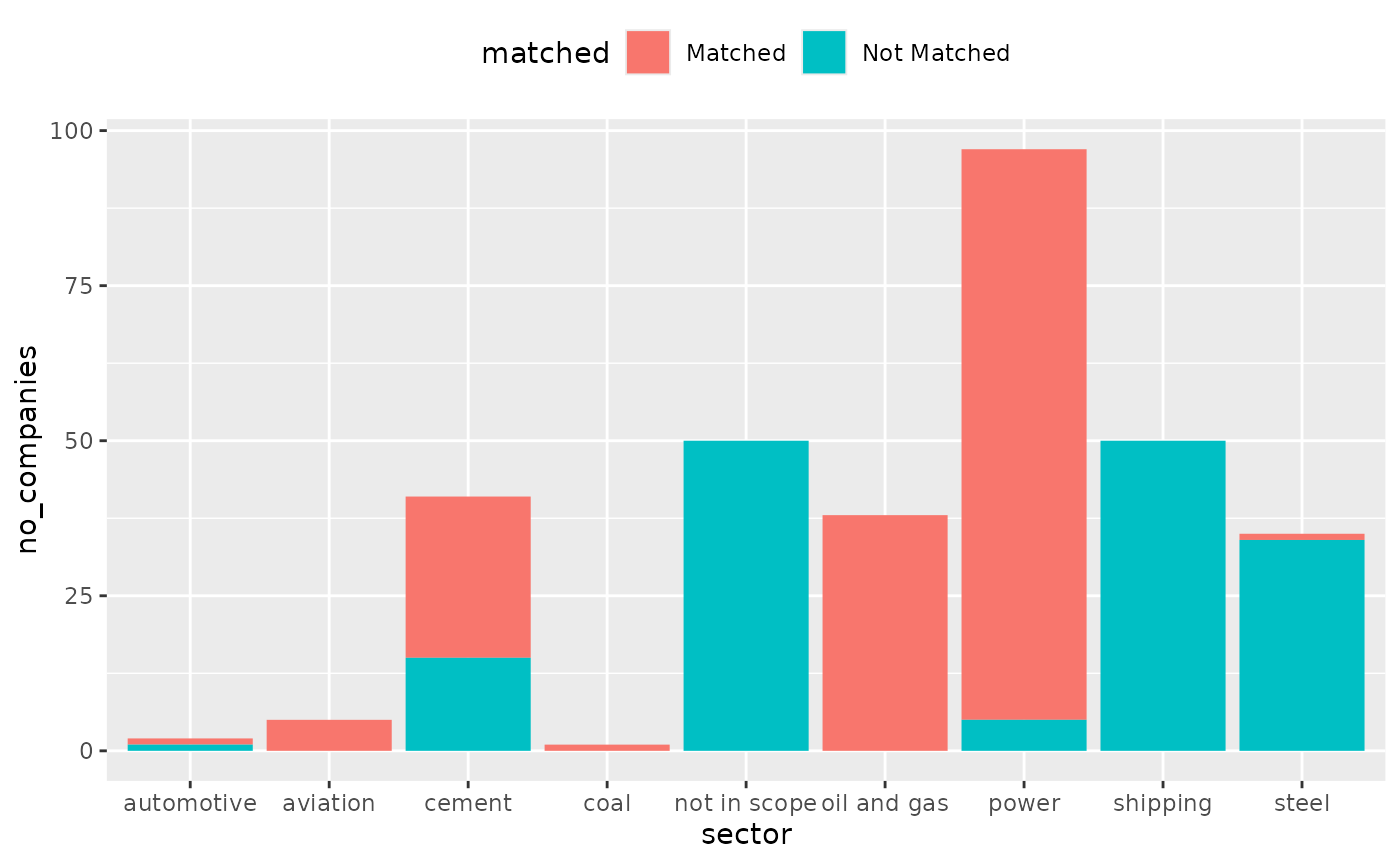 matched Matched Not Matched
100
75
50
25
0
no_companies
automotive aviation cement coal not in scope oil and gas power shipping steel
sector